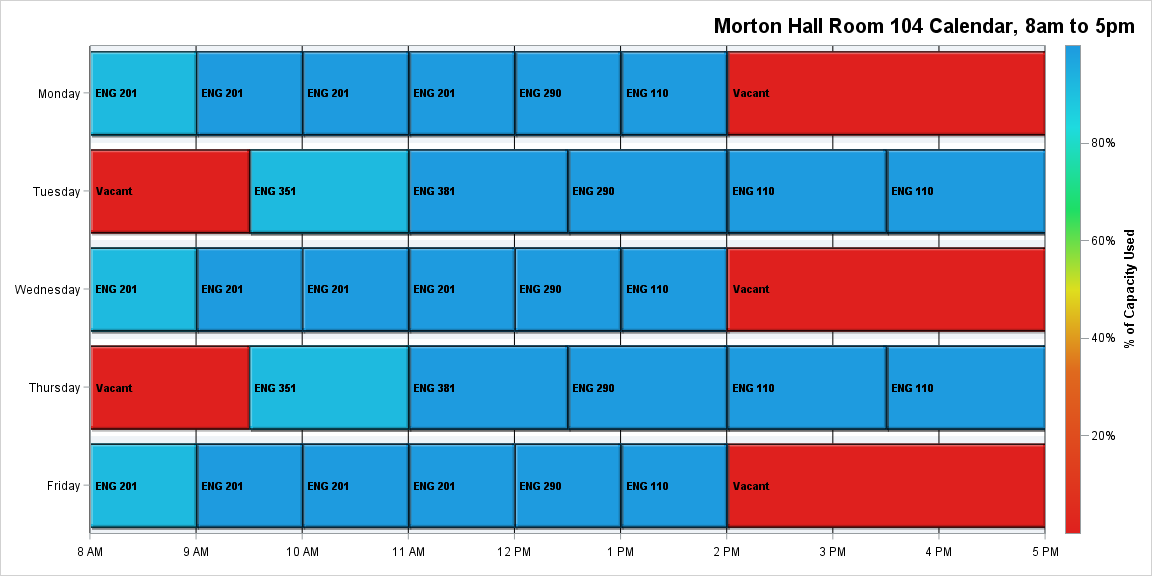 Morton Hall Room 104 Calendar, 8am to 5pm
Monday
ENG 201
ENG 201
ENG 201
ENG 201
ENG 290
ENG 110
Vacant
Tuesday
Vacant
ENG 351
ENG 381
ENG 290
ENG 110
ENG 110
Wednesday
ENG 201
ENG 201
ENG 201
ENG 201
ENG 290
ENG 110
Vacant
Thursday
Vacant
ENG 351
ENG 381
ENG 290
ENG 110
ENG 110
Friday
ENG 201
ENG 201
ENG 201
ENG 201
ENG 290
ENG 110
Vacant
8 AM
9 AM
10 AM
11 AM
12 PM
1 PM
2 PM
3 PM
4 PM
5 PM
80%
60%
40%
20%
% of Capacity Used